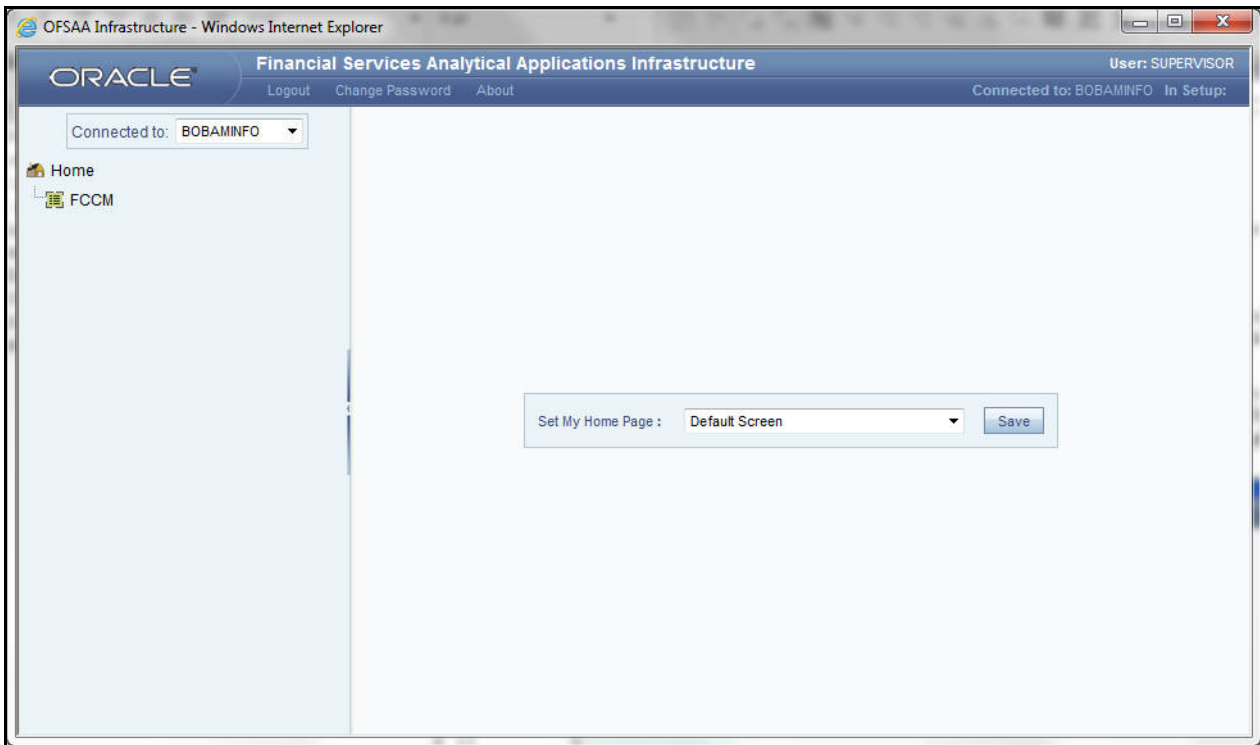 OFSAA Infrastructure - Windows Internet Explorer
ORACLE
Financial Services Analytical Applications Infrastructure
User: SUPERVISOR
Logout Change Password About
Connected to: BOBAMINFO In Setup:
Connected to: BOBAMINFO
Home
FCCM
Set My Home Page : Default Screen Save